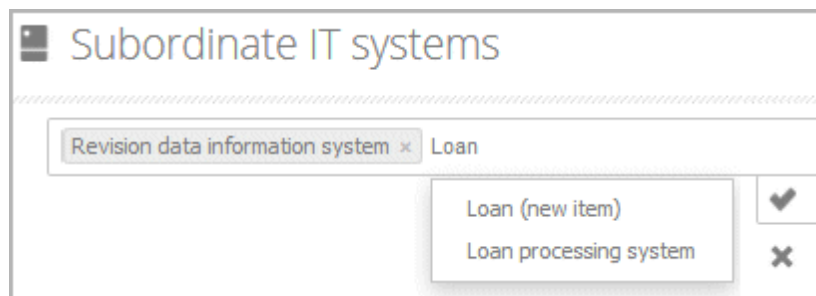 Subordinate IT systems
Revision data information system × Loan
Loan (new item)
Loan processing system